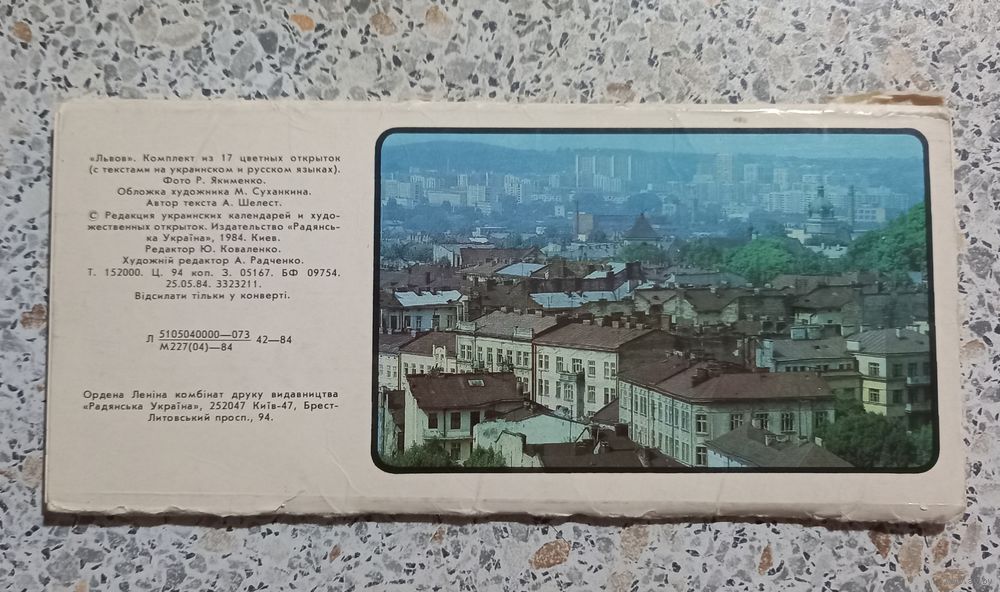 «Львов». Комплект из 17 цветных открыток
(с текстами на украинском и русском языках).
Фото Р. Якименко.
Обложка художника М. Суханкина.
Автор текста А. Шелест.
© Редакция украинских календарей и худо-
жественных открыток. Издательство «Радянсь-
ка Україна», 1984. Киев.
Редактор Ю. Коваленко.
Художній редактор А. Радченко.
Т. 152000. Ц. 94 коп. З. 05167. БФ 09754.
25.05.84. 3323211.
Відсилати тільки у конверті.
Л 5105040000—073 42—84
М227(04)—84
Ордена Леніна комбінат друку видавництва
«Радянська Україна», 252047 Київ-47, Брест-
Литовський просп., 94.